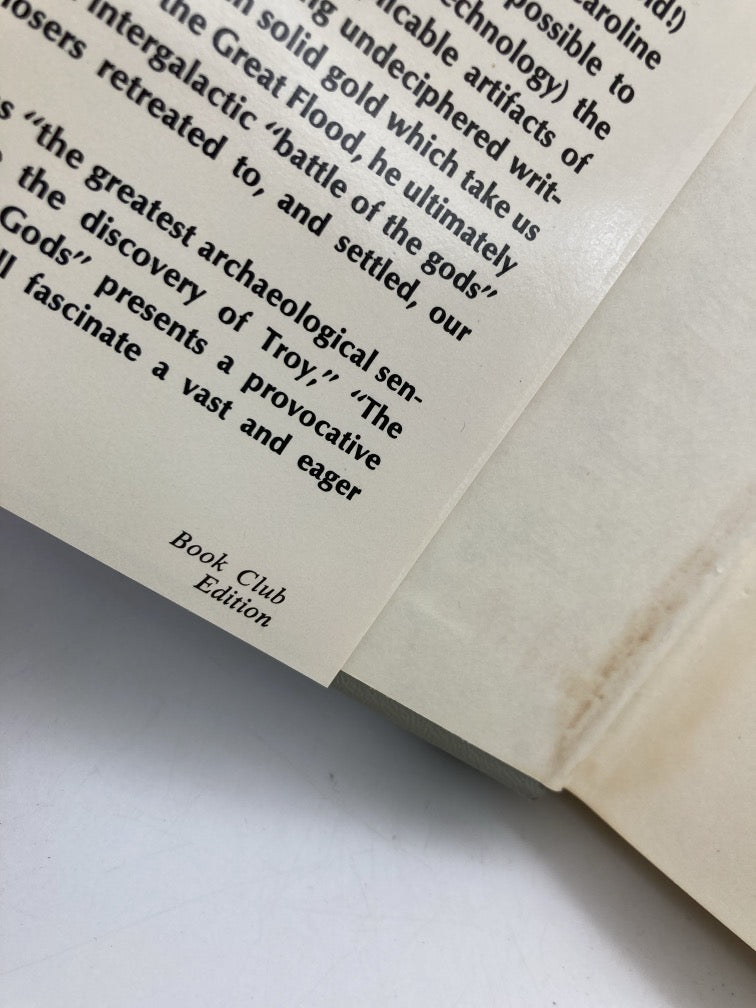 aroline
possible to
echnology) the
licable artifacts of
ng undeciphered writ-
n solid gold which take us
the Great Flood, he ultimately
intergalactic “battle of the gods”
losers retreated to, and settled, our
s “the greatest archaeological sen-
the discovery of Troy,” “The
Gods” presents a provocative
ll fascinate a vast and eager
Book Club
Edition